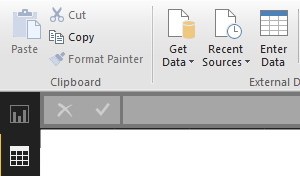 Cut
Copy
Format Painter
Paste
Clipboard
Get
Data
Recent
Sources
Enter
Data
External D